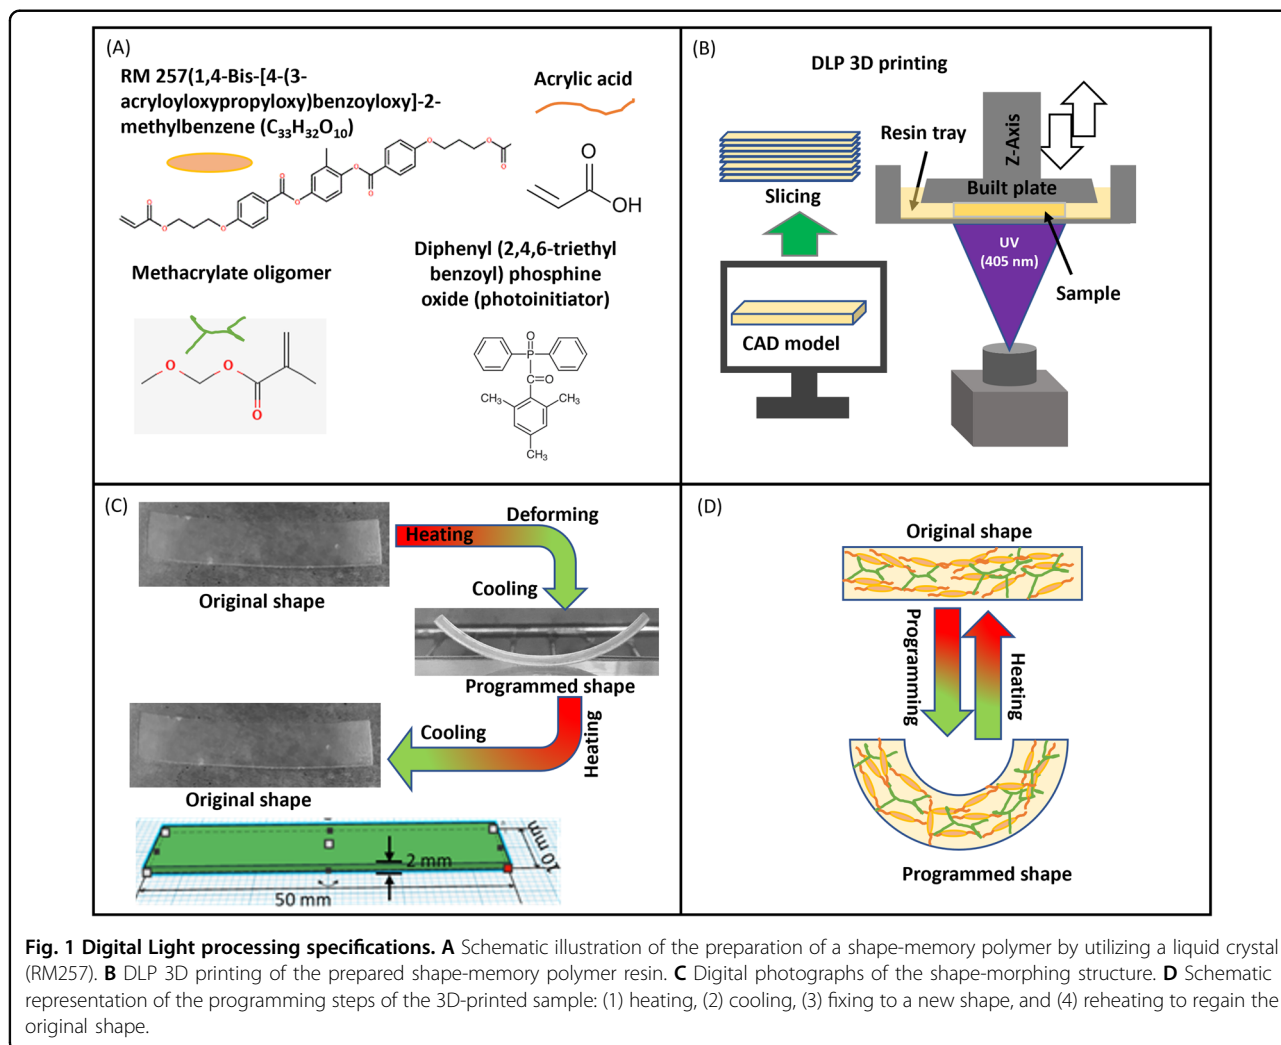 (A)
RM 257(1,4-Bis-[4-(3-
acryloyloxypropyloxy)benzoyloxy]-2-
methylbenzene (C33H32O10)
Acrylic acid
O
O
O
O
O
O
O
O
O
O
O
OH
Methacrylate oligomer
O
O
O
Diphenyl (2,4,6-triethyl
benzoyl) phosphine
oxide (photoinitiator)
O
P
C
O
CH3
CH3
CH3
(B)
DLP 3D printing
Resin tray
Z-Axis
Built plate
Slicing
UV
(405 nm)
Sample
CAD model
(C)
Deforming
Heating
Cooling
Original shape
Programmed shape
Cooling
Heating
Original shape
2 mm
10 mm
50 mm
(D)
Original shape
Programming
Heating
Programmed shape
Fig. 1 Digital Light processing specifications. A Schematic illustration of the preparation of a shape-memory polymer by utilizing a liquid crystal
(RM257). B DLP 3D printing of the prepared shape-memory polymer resin. C Digital photographs of the shape-morphing structure. D Schematic
representation of the programming steps of the 3D-printed sample: (1) heating, (2) cooling, (3) fixing to a new shape, and (4) reheating to regain the
original shape.